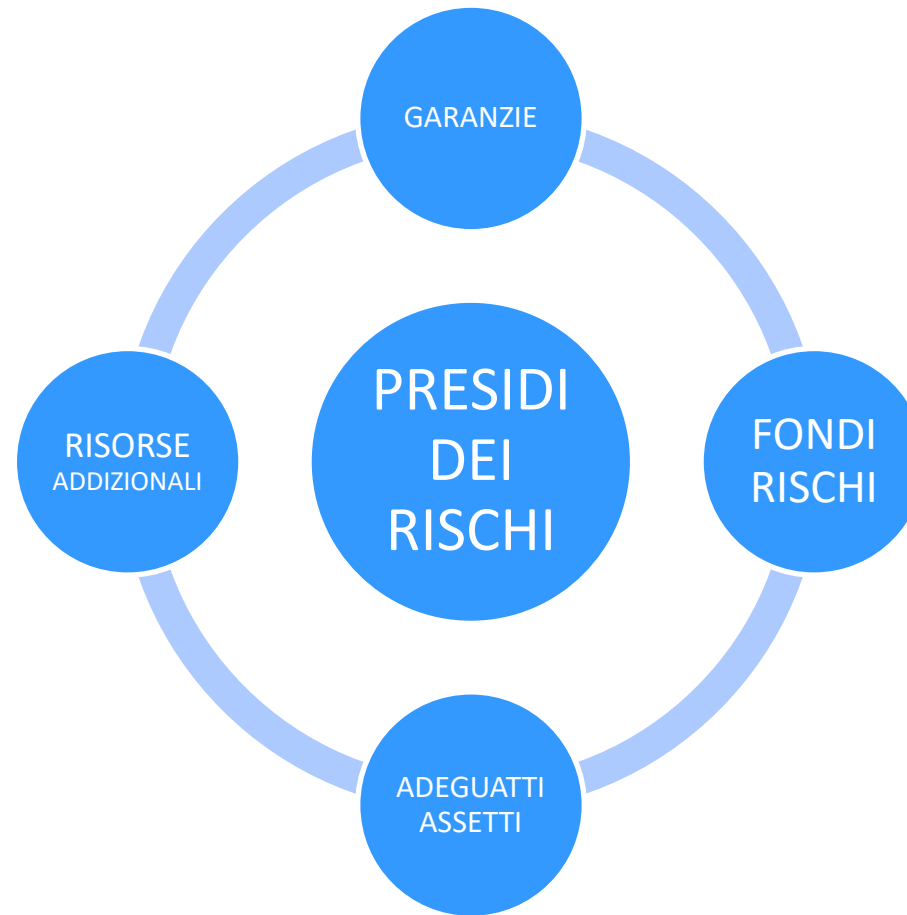 GARANZIE
PRESIDI
DEI
RISCHI
FONDI
RISCHI
RISORSE
ADDIZIONALI
ADEGUATTI
ASSETTI